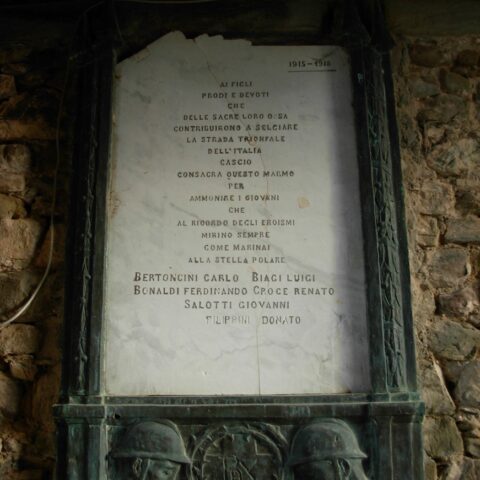 1915-1918
AI FIGLI
PRODI E DEVOTI
CHE
DELLE SACRE LORO OSSA
CONTRIBUIRONO A SELCIARE
LA STRADA TRIONFALE
DELL'ITALIA
CASCIO
CONSACRA QUESTO MARMO
PER
AMMONIRE I GIOVANI
CHE
AL RICORDO DEGLI EROISMI
MIRINO SEMPRE
COME MARINAI
ALLA STELLA POLARE
BERTONCINI CARLO BIAGI LUIGI
BONALDI FERDINANDO CROCE RENATO
SALOTTI GIOVANNI
FILIPPINI DONATO